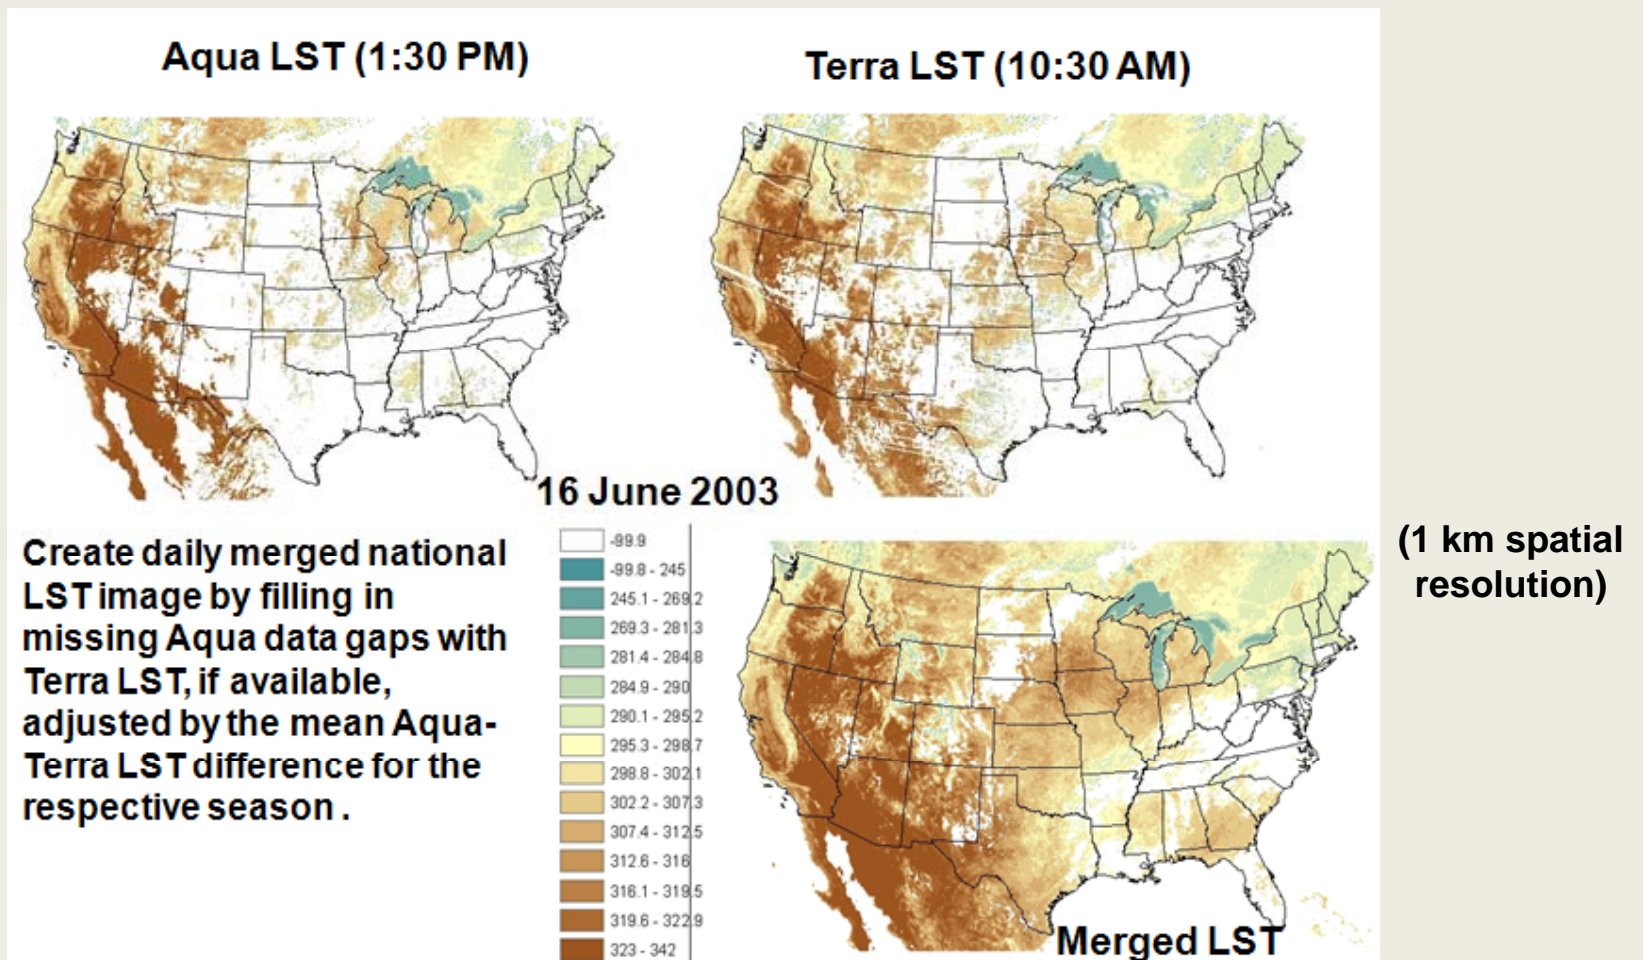 Aqua LST (1:30 PM)
Terra LST (10:30 AM)
16 June 2003
Create daily merged national
LST image by filling in
missing Aqua data gaps with
Terra LST, if available,
adjusted by the mean Aqua-
Terra LST difference for the
respective season .
-99.9
-99.8 - 245
245.1 - 269.2
269.3 - 281.3
281.4 - 284.8
284.9 - 290
290.1 - 295.2
295.3 - 298.7
298.8 - 302.1
302.2 - 307.3
307.4 - 312.5
312.6 - 316
316.1 - 319.5
319.6 - 322.9
323 - 342
Merged LST
(1 km spatial
resolution)